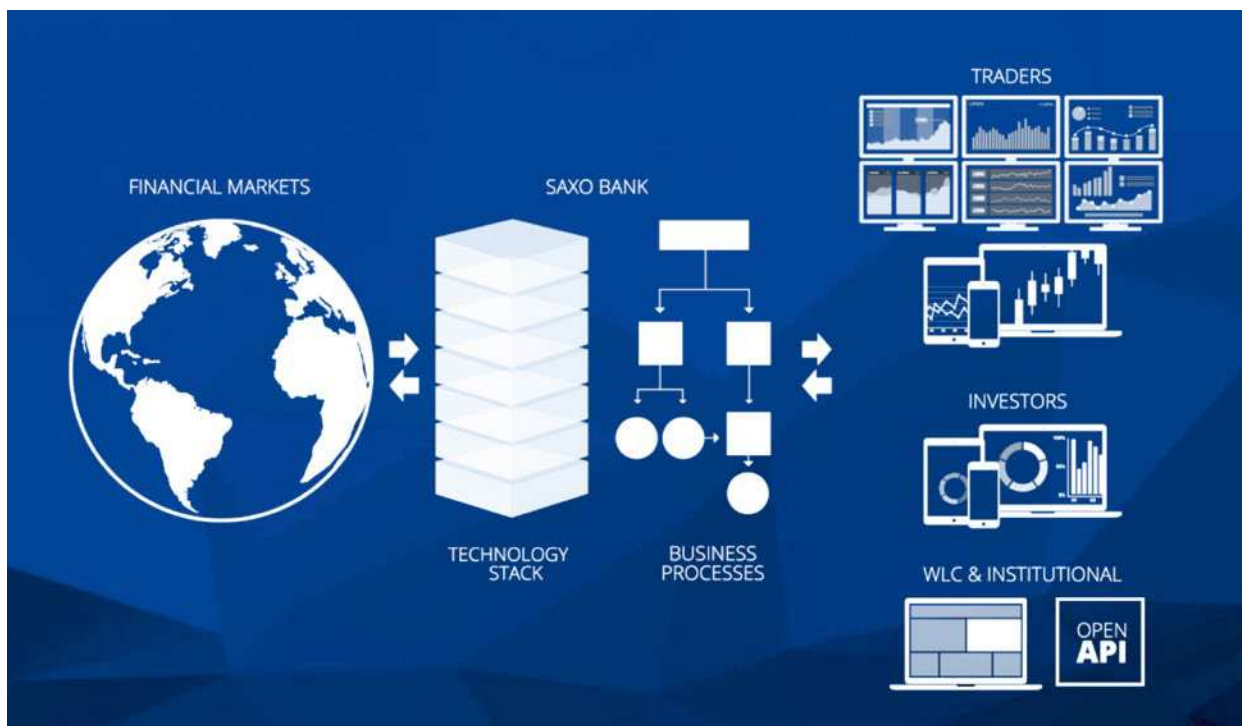 FINANCIAL MARKETS
SAXO BANK
TECHNOLOGY
STACK
BUSINESS
PROCESSES
TRADERS
INVESTORS
WLC & INSTITUTIONAL
OPEN
API